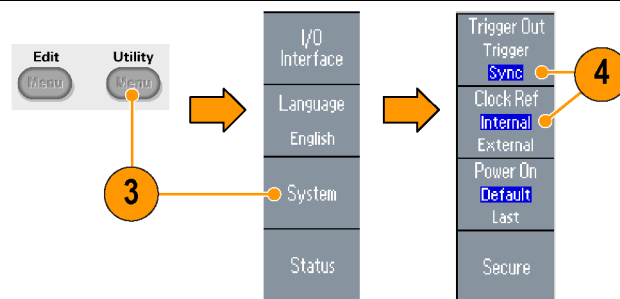 Edit
Utility
Menu
Menu
3
I/O
Interface
Language
English
System
Status
Trigger Out
Trigger
Sync
Clock Ref
Internal
External
Power On
Default
Last
Secure
4